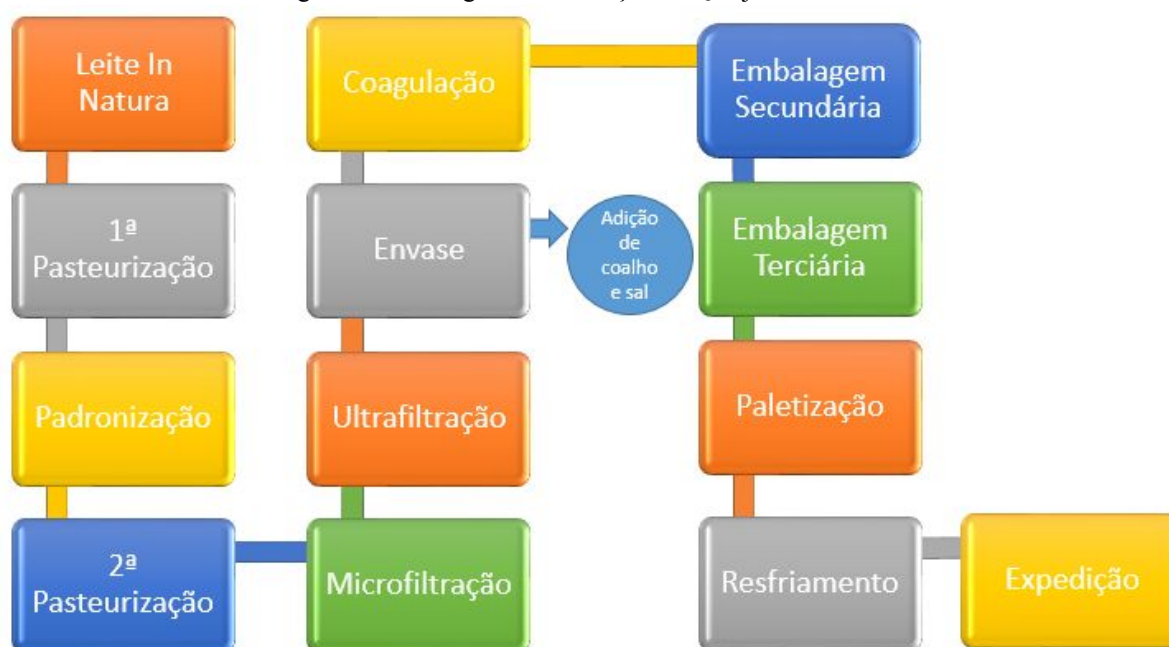 Leite In
Natura
1ª
Pasteurização
Padronização
2ª
Pasteurização
Microfiltração
Ultrafiltração
Envase
Adição
de
coalho
e sal
Coagulação
Embalagem
Secundária
Embalagem
Terciária
Paletização
Resfriamento
Expedição